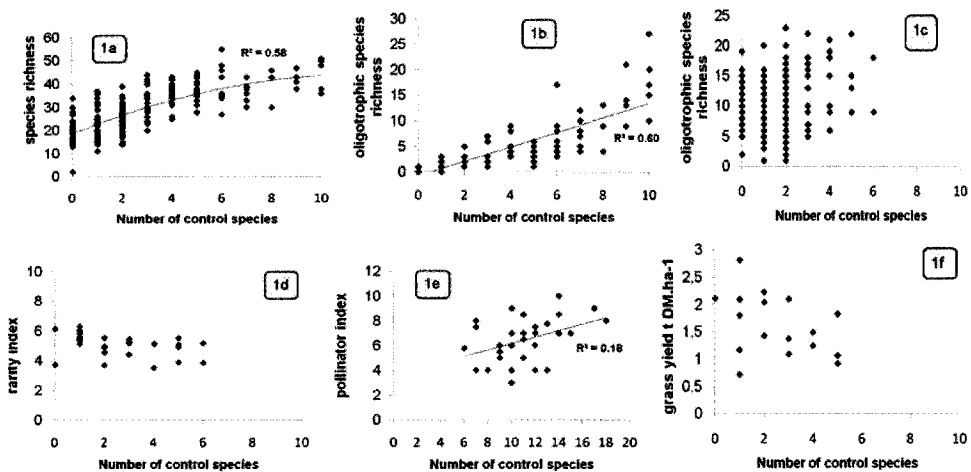 1a
species richness
60
50
40
30
20
10
0
R² = 0.58
0 2 4 6 8 10
Number of control species
1b
oligotrophic species
richness
30
25
20
15
10
5
0
R² = 0.60
0 2 4 6 8 10
Number of control species
1c
oligotrophic species
richness
25
20
15
10
5
0
0 2 4 6 8 10
Number of control species
1d
rarity index
10
8
6
4
2
0
0 2 4 6 8 10
Number of control species
1e
pollinator index
12
10
8
6
4
2
0
R² = 0.18
0 2 4 6 8 10 12 14 16 18 20
Number of control species
1f
grass yield t DM.ha-1
3
2.5
2
1.5
1
0.5
0
0 2 4 6 8 10
Number of control species